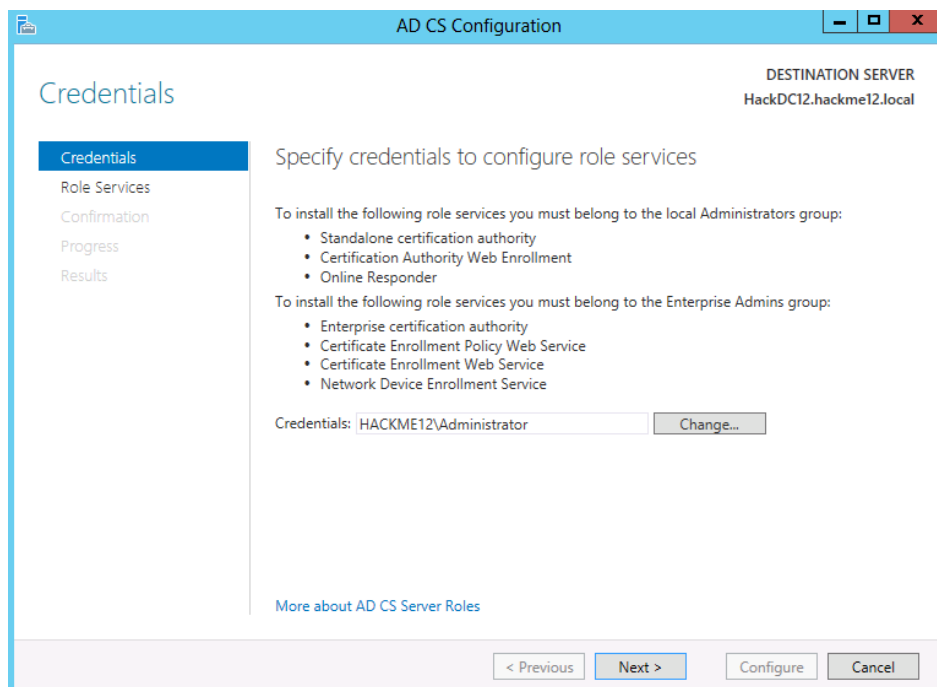 AD CS Configuration
Credentials
DESTINATION SERVER
HackDC12.hackme12.local
Credentials
Role Services
Confirmation
Progress
Results
Specify credentials to configure role services
To install the following role services you must belong to the local Administrators group:
• Standalone certification authority
• Certification Authority Web Enrollment
• Online Responder
To install the following role services you must belong to the Enterprise Admins group:
• Enterprise certification authority
• Certificate Enrollment Policy Web Service
• Certificate Enrollment Web Service
• Network Device Enrollment Service
Credentials: HACKME12\Administrator Change...
More about AD CS Server Roles
< Previous Next > Configure Cancel